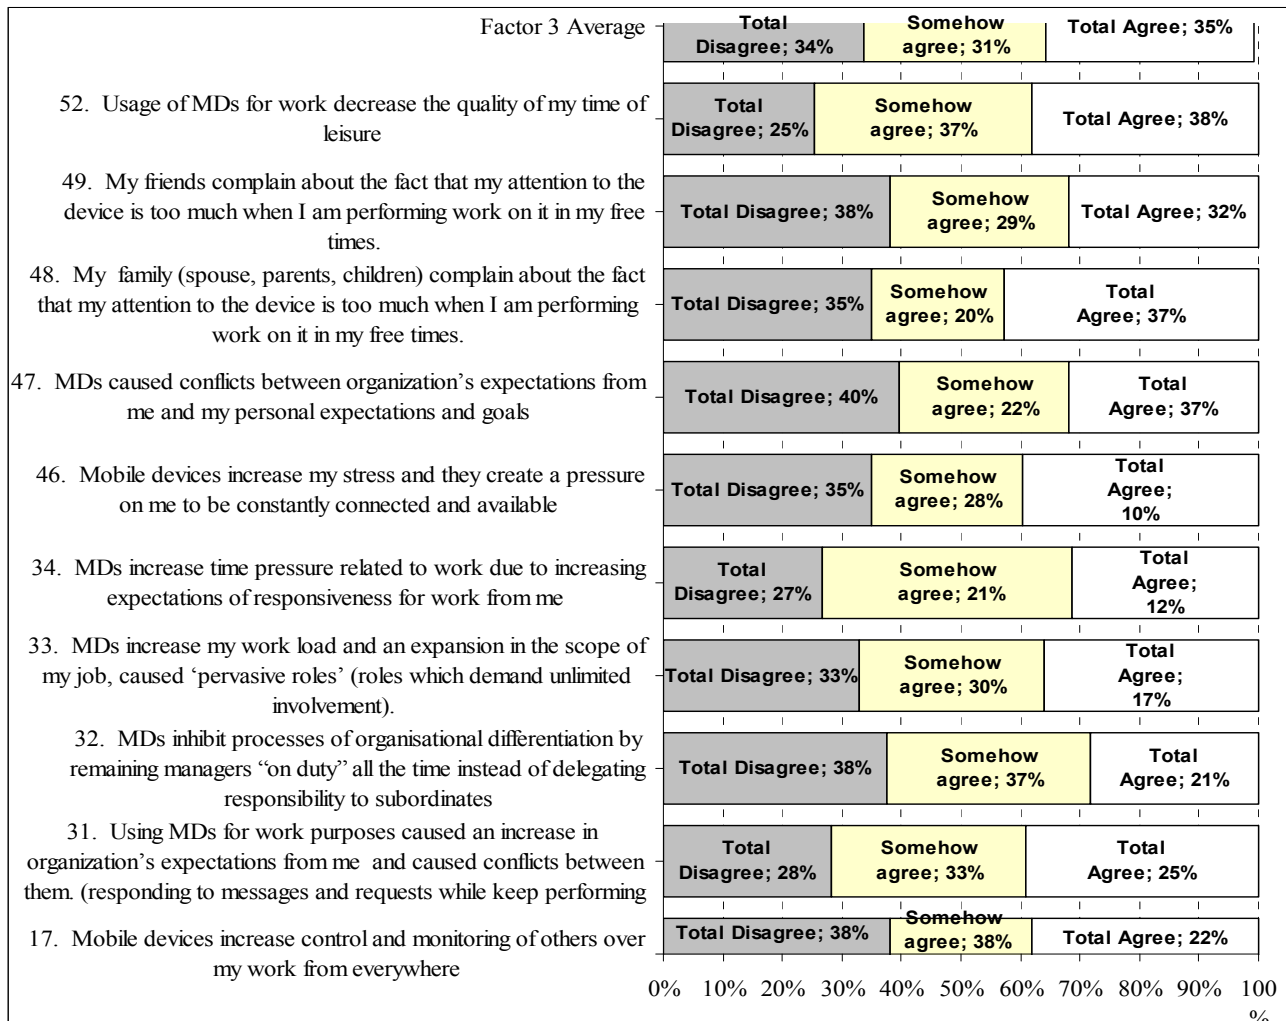 Factor 3 Average
Total
Disagree; 34%
Somehow
agree; 31%
Total Agree; 35%
52. Usage of MDs for work decrease the quality of my time of
leisure
Total
Disagree; 25%
Somehow
agree; 37%
Total Agree; 38%
49. My friends complain about the fact that my attention to the
device is too much when I am performing work on it in my free
times.
Total Disagree; 38%
Somehow
agree; 29%
Total Agree; 32%
48. My family (spouse, parents, children) complain about the fact
that my attention to the device is too much when I am performing
work on it in my free times.
Total Disagree; 35%
Somehow
agree; 20%
Total
Agree; 37%
47. MDs caused conflicts between organization’s expectations from
me and my personal expectations and goals
Total Disagree; 40%
Somehow
agree; 22%
Total
Agree; 37%
46. Mobile devices increase my stress and they create a pressure
on me to be constantly connected and available
Total Disagree; 35%
Somehow
agree; 28%
Total
Agree;
10%
34. MDs increase time pressure related to work due to increasing
expectations of responsiveness for work from me
Total
Disagree; 27%
Somehow
agree; 21%
Total
Agree;
12%
33. MDs increase my work load and an expansion in the scope of
my job, caused ‘pervasive roles’ (roles which demand unlimited
involvement).
Total Disagree; 33%
Somehow
agree; 30%
Total
Agree;
17%
32. MDs inhibit processes of organisational differentiation by
remaining managers “on duty” all the time instead of delegating
responsibility to subordinates
Total Disagree; 38%
Somehow
agree; 37%
Total
Agree; 21%
31. Using MDs for work purposes caused an increase in
organization’s expectations from me and caused conflicts between
them. (responding to messages and requests while keep performing
Total
Disagree; 28%
Somehow
agree; 33%
Total
Agree; 25%
17. Mobile devices increase control and monitoring of others over
my work from everywhere
Total Disagree; 38%
Somehow
agree; 38%
Total Agree; 22%
0% 10% 20% 30% 40% 50% 60% 70% 80% 90% 100
%